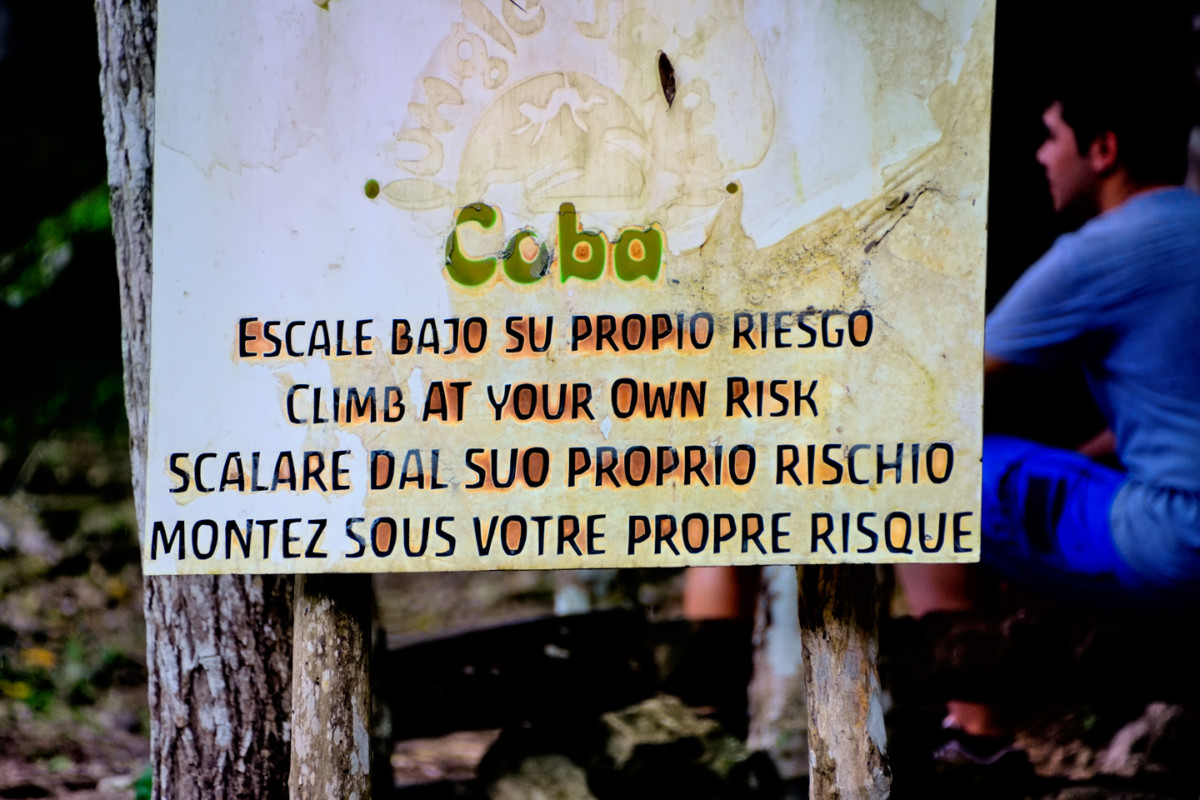 Coba
ESCALE BAJO SU PROPIO RIESGO
CLIMB AT YOUR OWN RISK
SCALARE DAL SUO PROPRIO RISCHIO
MONTEZ SOUS VOTRE PROPRE RISQUE